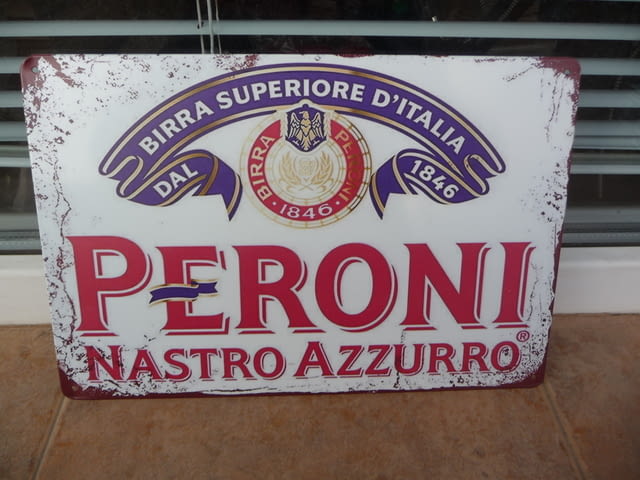 BIRRA SUPERIORE D'ITALIA
DAL 1846
BIRRA PERONI
·1846·
PERONI
NASTRO AZZURRO®